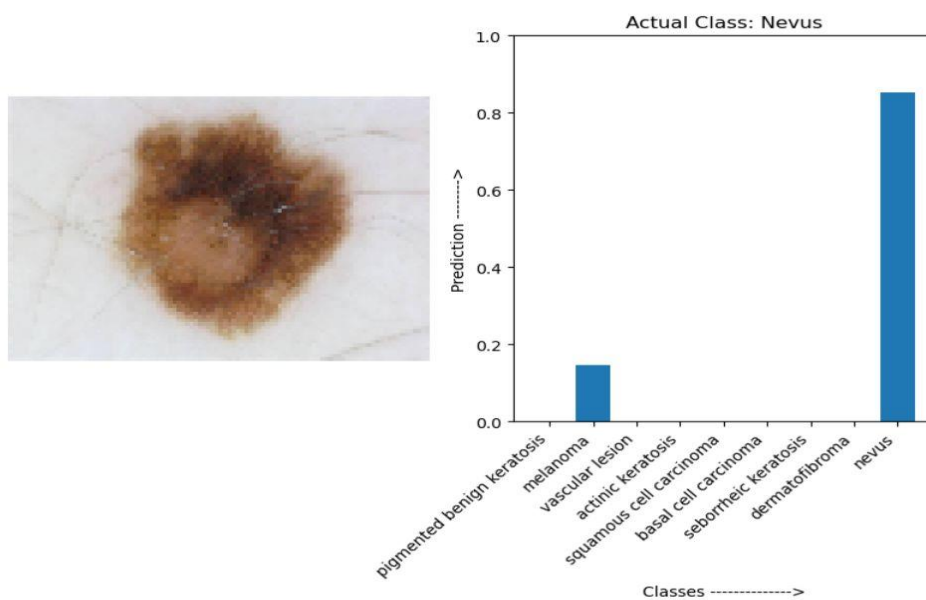 Actual Class: Nevus
1.0
0.8
0.6
0.4
0.2
0.0
Prediction ------->
pigmented benign keratosis
melanoma
vascular lesion
actinic keratosis
squamous cell carcinoma
basal cell carcinoma
seborrheic keratosis
dermatofibroma
nevus
Classes -------------->